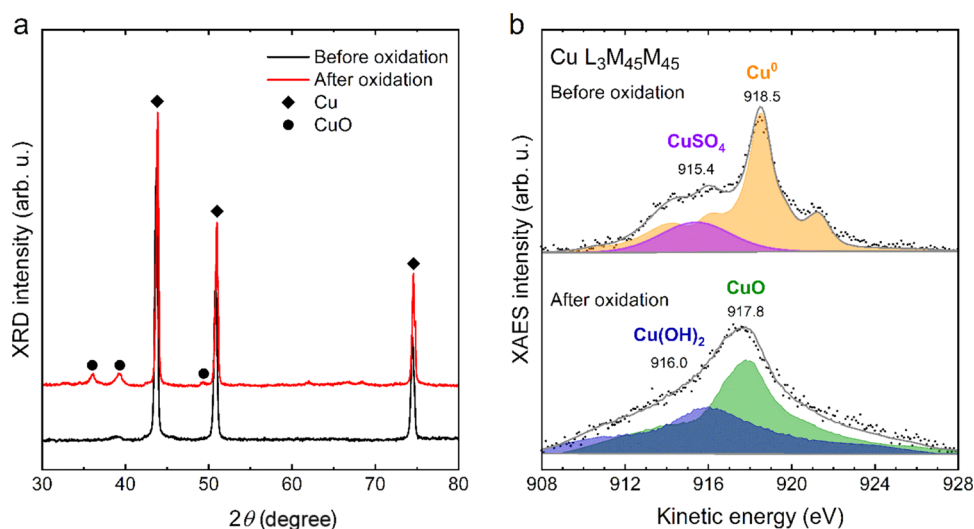 a
XRD intensity (arb. u.)
Before oxidation
After oxidation
Cu
CuO
30 40 50 60 70 80
2θ (degree)
b
XAES intensity (arb. u.)
Cu L₃M₄₅M₄₅
Before oxidation
Cu⁰
918.5
CuSO₄
915.4
After oxidation
CuO
917.8
Cu(OH)₂
916.0
908 912 916 920 924 928
Kinetic energy (eV)